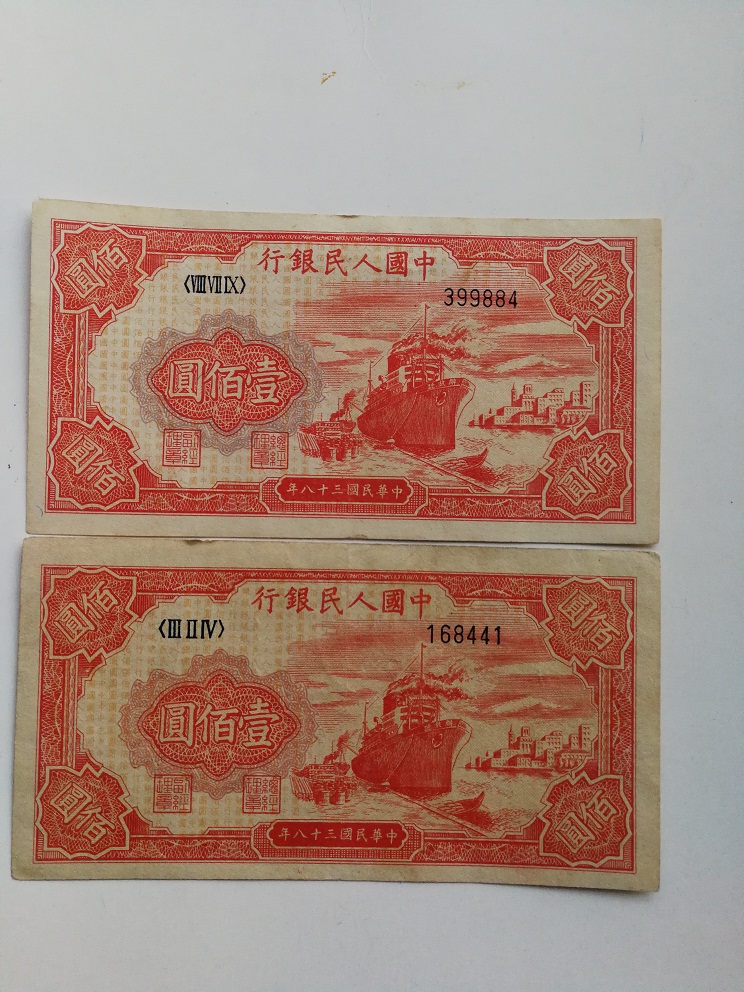 中國人民銀行
〈VIII VII IX〉
399884
佰圓
佰圓
壹佰圓
佰圓
佰圓
中華民國三十八年
中國人民銀行
〈III II IV〉
168441
佰圓
佰圓
壹佰圓
佰圓
佰圓
中華民國三十八年